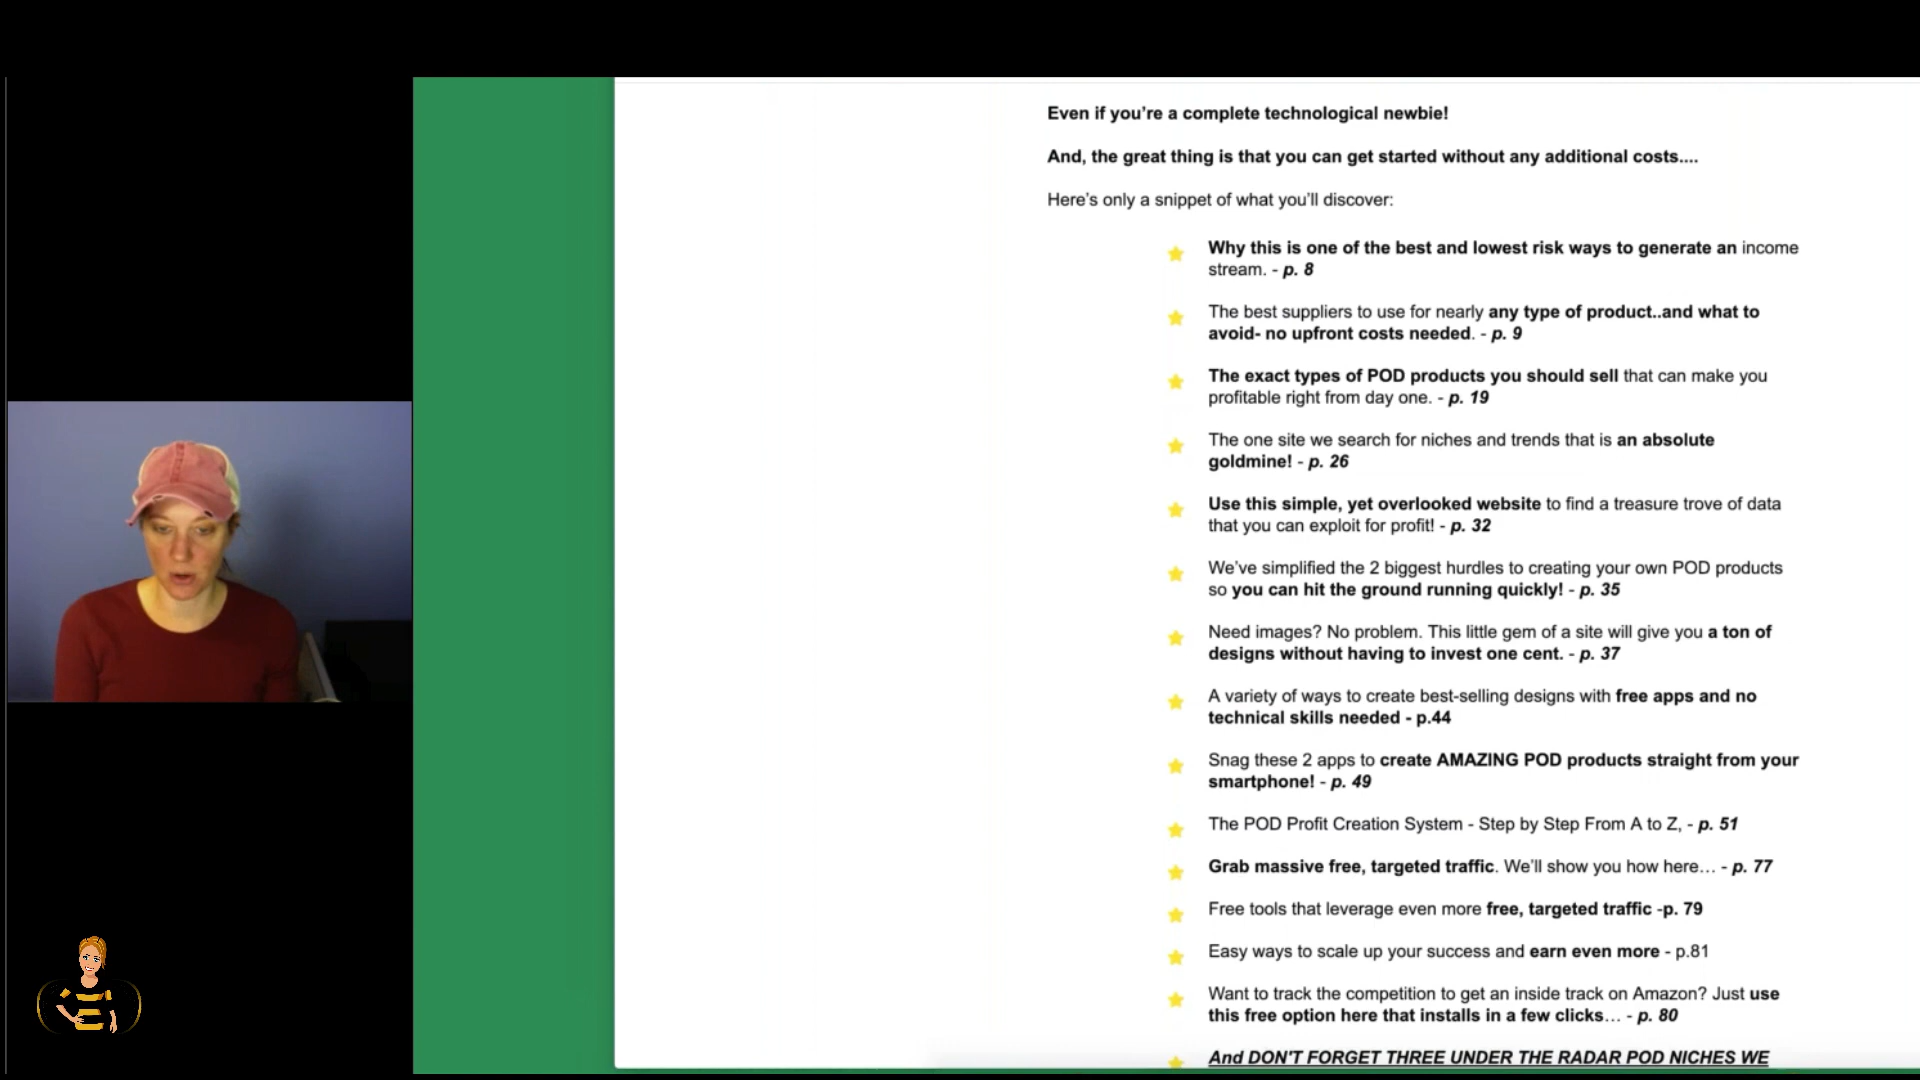 Even if you’re a complete technological newbie!
And, the great thing is that you can get started without any additional costs....
Here’s only a snippet of what you’ll discover:
Why this is one of the best and lowest risk ways to generate an income
stream. - p. 8
The best suppliers to use for nearly any type of product..and what to
avoid- no upfront costs needed. - p. 9
The exact types of POD products you should sell that can make you
profitable right from day one. - p. 19
The one site we search for niches and trends that is an absolute
goldmine! - p. 26
Use this simple, yet overlooked website to find a treasure trove of data
that you can exploit for profit! - p. 32
We’ve simplified the 2 biggest hurdles to creating your own POD products
so you can hit the ground running quickly! - p. 35
Need images? No problem. This little gem of a site will give you a ton of
designs without having to invest one cent. - p. 37
A variety of ways to create best-selling designs with free apps and no
technical skills needed - p.44
Snag these 2 apps to create AMAZING POD products straight from your
smartphone! - p. 49
The POD Profit Creation System - Step by Step From A to Z, - p. 51
Grab massive free, targeted traffic. We’ll show you how here… - p. 77
Free tools that leverage even more free, targeted traffic -p. 79
Easy ways to scale up your success and earn even more - p.81
Want to track the competition to get an inside track on Amazon? Just use
this free option here that installs in a few clicks… - p. 80
And DON'T FORGET THREE UNDER THE RADAR POD NICHES WE